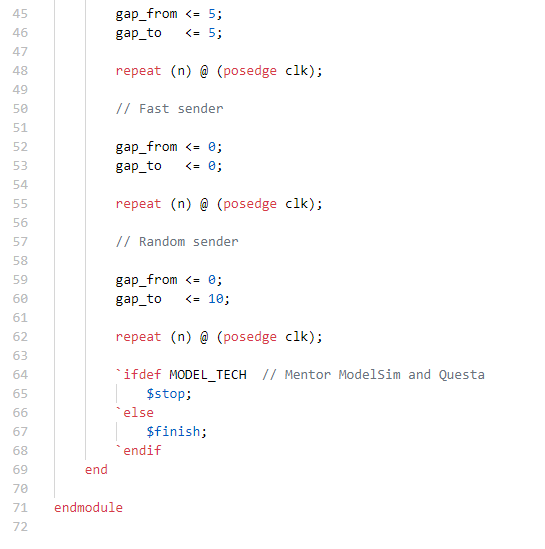 45 gap_from <= 5;
46 gap_to   <= 5;
47
48 repeat (n) @ (posedge clk);
49
50 // Fast sender
51
52 gap_from <= 0;
53 gap_to   <= 0;
54
55 repeat (n) @ (posedge clk);
56
57 // Random sender
58
59 gap_from <= 0;
60 gap_to   <= 10;
61
62 repeat (n) @ (posedge clk);
63
64 `ifdef MODEL_TECH  // Mentor ModelSim and Questa
65     $stop;
66 `else
67     $finish;
68 `endif
69 end
70
71 endmodule
72